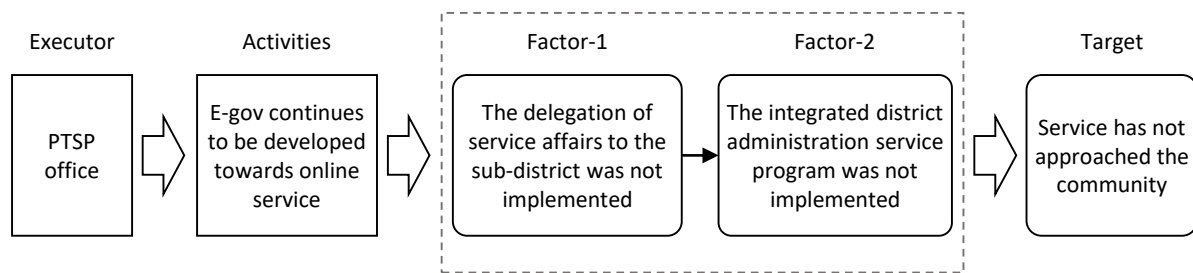 Executor
Activities
Factor-1
Factor-2
Target
PTSP
office
E-gov continues
to be developed
towards online
service
The delegation of
service affairs to the
sub-district was not
implemented
The integrated district
administration service
program was not
implemented
Service has not
approached the
community